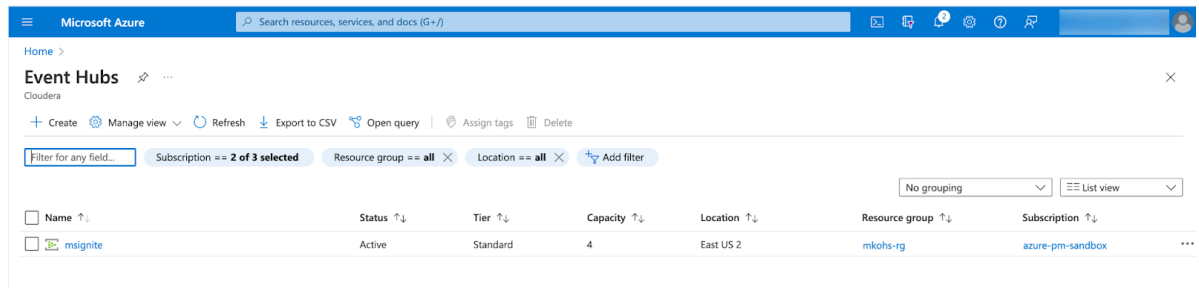 Microsoft Azure
Search resources, services, and docs (G+/)
2
Home >
Event Hubs ...
Cloudera
Create Manage view Refresh Export to CSV Open query Assign tags Delete
Filter for any field... Subscription == 2 of 3 selected Resource group == all Location == all Add filter
No grouping List view
Name Status Tier Capacity Location Resource group Subscription
msignite Active Standard 4 East US 2 mkohs-rg azure-pm-sandbox ...